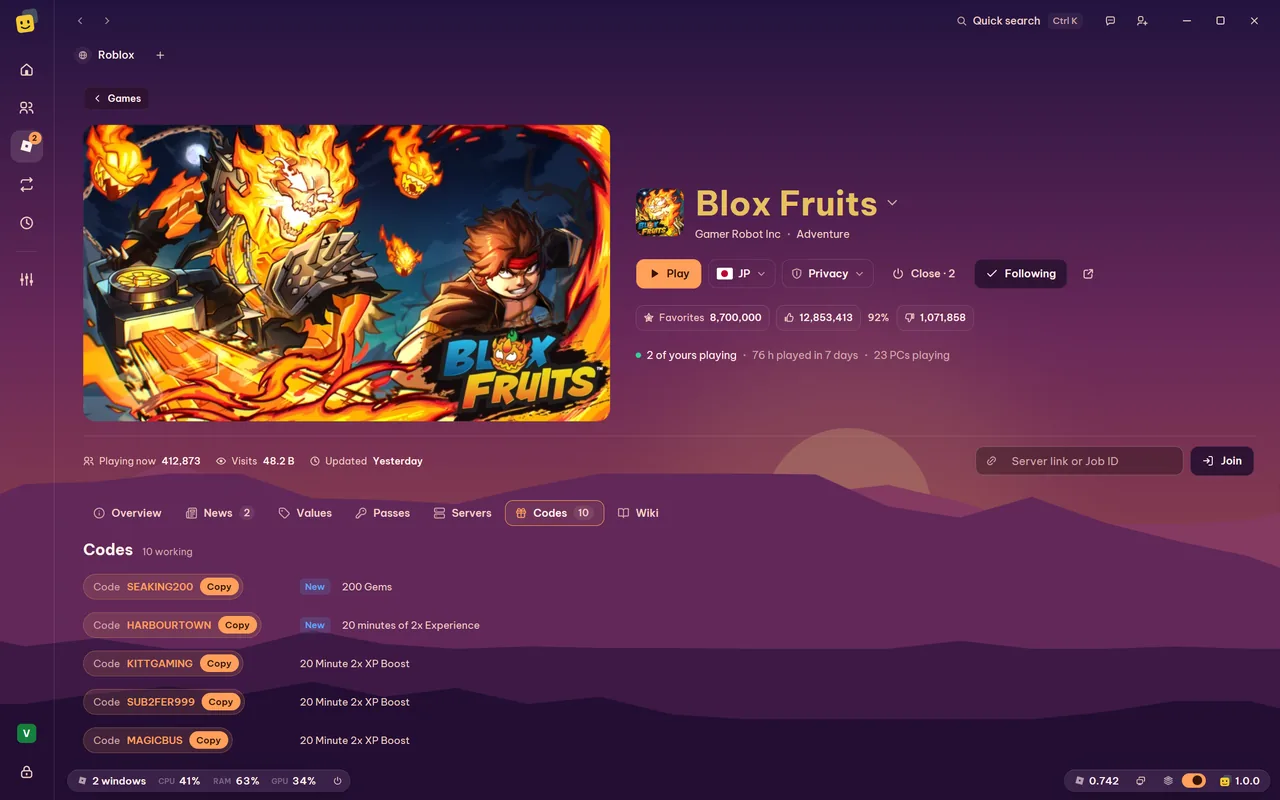 Quick search Ctrl K
Roblox
Games
2
BLOX FRUITS
Blox Fruits
Gamer Robot Inc · Adventure
Play JP Privacy Close · 2 Following
Favorites 8,700,000 12,853,413 92% 1,071,858
2 of yours playing · 76 h played in 7 days · 23 PCs playing
Playing now 412,873 Visits 48.2 B Updated Yesterday
Server link or Job ID Join
Overview News 2 Values Passes Servers Codes 10 Wiki
Codes 10 working
Code SEAKING200 Copy New 200 Gems
Code HARBOURTOWN Copy New 20 minutes of 2x Experience
Code KITTGAMING Copy 20 Minute 2x XP Boost
Code SUB2FER999 Copy 20 Minute 2x XP Boost
Code MAGICBUS Copy 20 Minute 2x XP Boost
V
2 windows CPU 41% RAM 63% GPU 34%
0.742 1.0.0